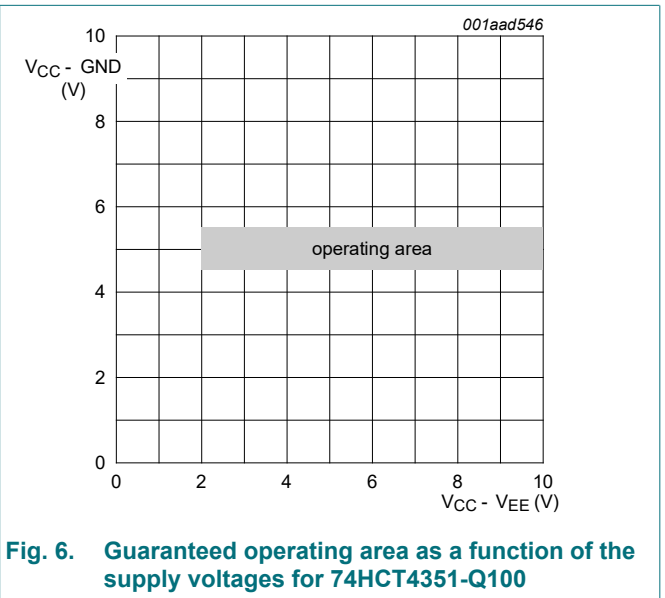 001aad546
10
VCC - GND
(V)
8
6
operating area
4
2
0
0 2 4 6 8 10
VCC - VEE (V)
Fig. 6. Guaranteed operating area as a function of the
supply voltages for 74HCT4351-Q100